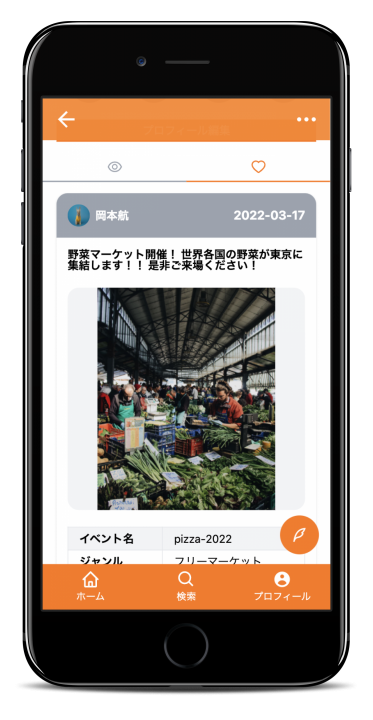 岡本航
2022-03-17
野菜マーケット開催！ 世界各国の野菜が東京に
集結します！！ 是非ご来場ください！
イベント名
pizza-2022
ジャンル
フリーマーケット
ホーム
検索
プロフィール